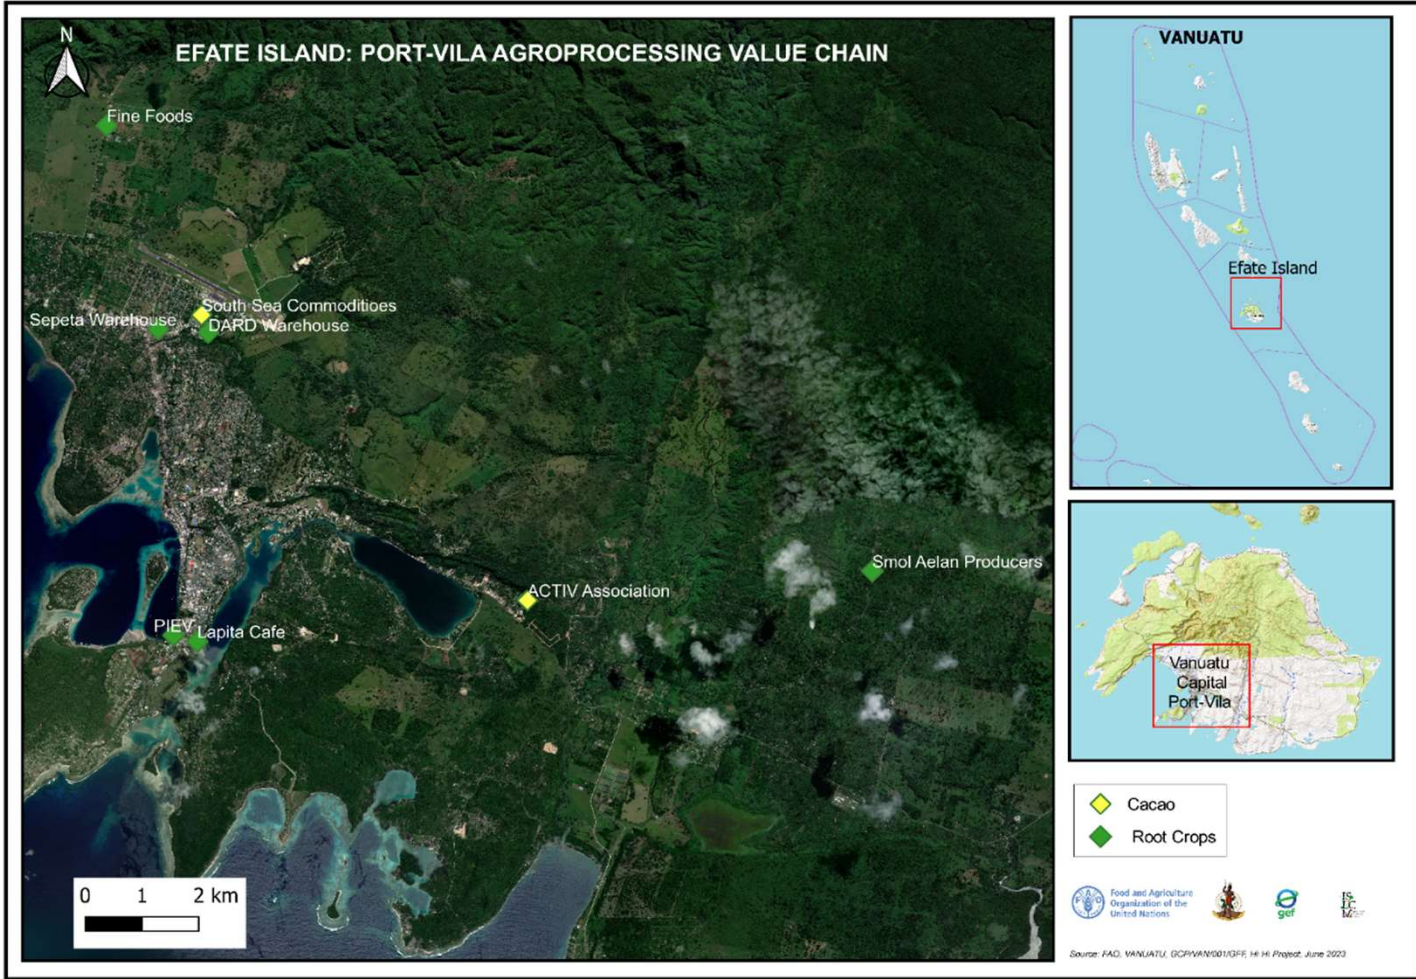 N
EFATE ISLAND: PORT-VILA AGROPROCESSING VALUE CHAIN
Fine Foods
South Sea Commoditioes
Sepeta Warehouse
DARD Warehouse
Smol Aelan Producers
ACTIV Association
PIEV
Lapita Cafe
0 1 2 km
VANUATU
Efate Island
Vanuatu
Capital
Port-Vila
Cacao
Root Crops
Food and Agriculture
Organization of the
United Nations
gef
Source: FAO, VANUATU, GCP/VAN/001/GFF, Hi Hi Project, June 2023